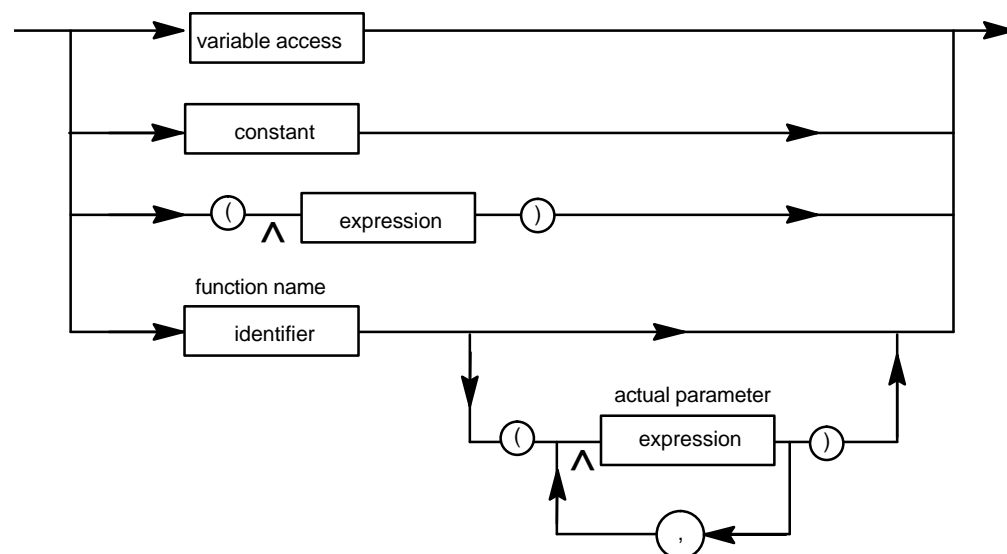 variable access
constant
( ^ expression )
function name
identifier
actual parameter
( ^ expression )
,